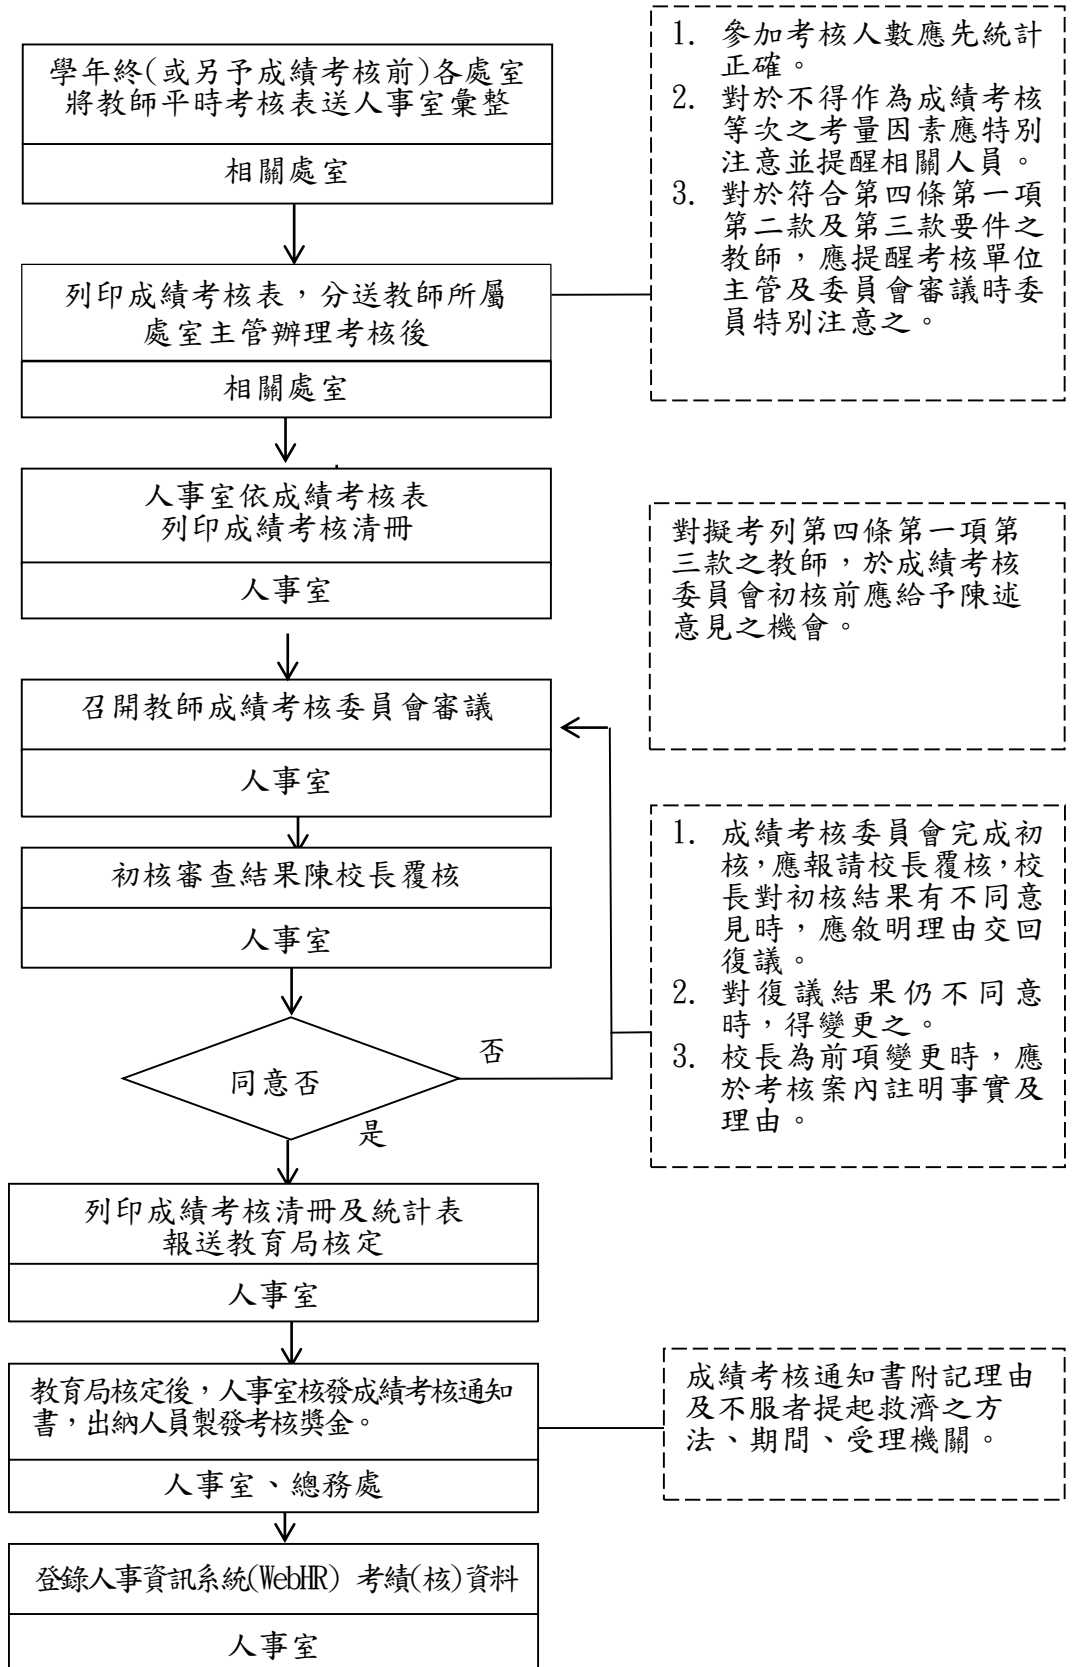 學年終(或另予成績考核前)各處室
將教師平時考核表送人事室彙整
相關處室
1. 參加考核人數應先統計
正確。
2. 對於不得作為成績考核
等次之考量因素應特別
注意並提醒相關人員。
3. 對於符合第四條第一項
第二款及第三款要件之
教師，應提醒考核單位
主管及委員會審議時委
員特別注意之。
列印成績考核表，分送教師所屬
處室主管辦理考核後
相關處室
人事室依成績考核表
列印成績考核清冊
人事室
對擬考列第四條第一項第
三款之教師，於成績考核
委員會初核前應給予陳述
意見之機會。
召開教師成績考核委員會審議
人事室
初核審查結果陳校長覆核
人事室
1. 成績考核委員會完成初
核，應報請校長覆核，校
長對初核結果有不同意
見時，應敘明理由交回
復議。
2. 對復議結果仍不同意
時，得變更之。
3. 校長為前項變更時，應
於考核案內註明事實及
理由。
同意否
否
是
列印成績考核清冊及統計表
報送教育局核定
人事室
教育局核定後，人事室核發成績考核通知
書，出納人員製發考核獎金。
人事室、總務處
成績考核通知書附記理由
及不服者提起救濟之方
法、期間、受理機關。
登錄人事資訊系統(WebHR) 考績(核)資料
人事室